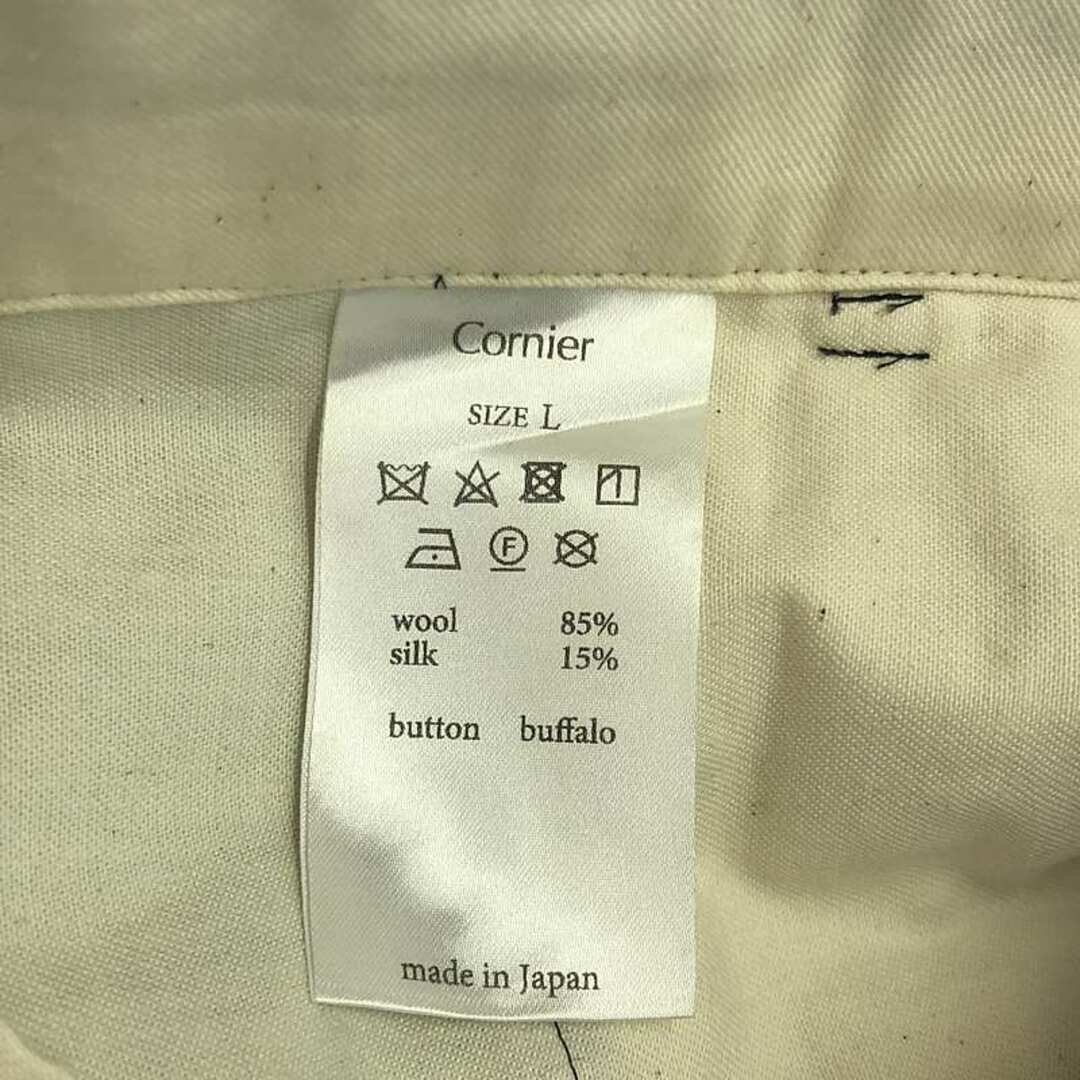 Cornier
SIZE L
F
wool 85%
silk 15%
button buffalo
made in Japan